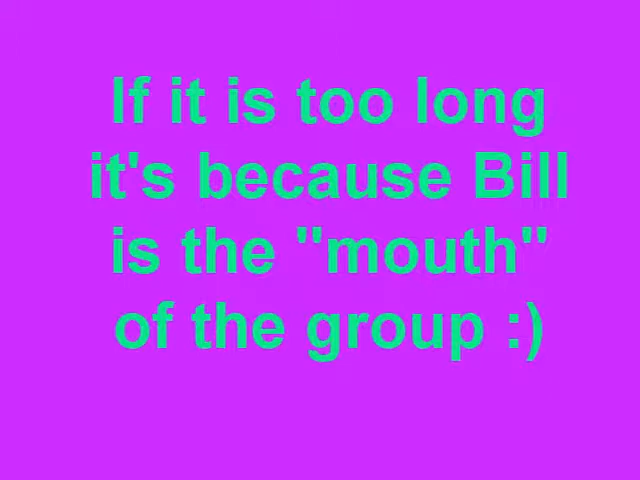 If it is too long
it's because Bill
is the "mouth"
of the group :)